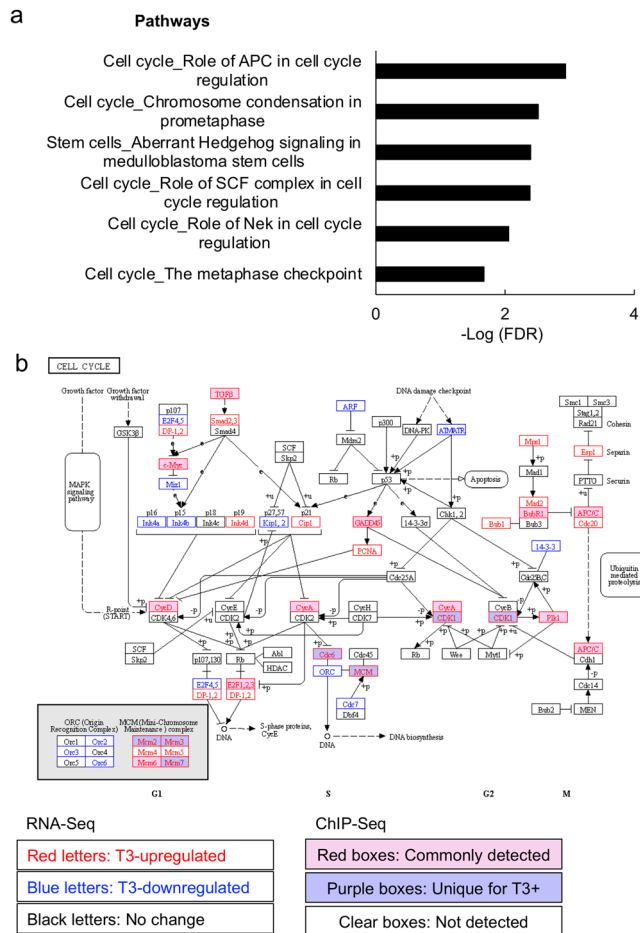 a
Pathways
Cell cycle_Role of APC in cell cycle
regulation
Cell cycle_Chromosome condensation in
prometaphase
Stem cells_Aberrant Hedgehog signaling in
medulloblastoma stem cells
Cell cycle_Role of SCF complex in cell
cycle regulation
Cell cycle_Role of Nek in cell cycle
regulation
Cell cycle_The metaphase checkpoint
0 2 4
-Log (FDR)
b
CELL CYCLE
Growth factor
Growth factor
withdrawal
TGFβ
DNA damage checkpoint
Smc1 Smc3
Stag1,2
Rad21
Cohesin
p107
E2F4,5
DP-1,2
Smad2,3
Smad4
GSK3β
ARF
p300
DNA-PK
ATM/ATR
Mdm2
Mps1
Mad1
Esp1
Separin
SCF
Skp2
c-Myc
Miz1
Rb
p53
Apoptosis
PTTG
Securin
MAPK
signaling
pathway
p16
Ink4a
p15
Ink4b
p18
Ink4c
p19
Ink4d
p27,57
Kip1, 2
p21
Cip1
GADD45
14-3-3σ
Chk1, 2
Mad2
BubR1
Bub1
Bub3
APC/C
Cdc20
PCNA
14-3-3
Cdc25A
Cdc25B/C
Ubiquitin
mediated
proteolysis
R-point
(START)
CycD
CDK4,6
CycE
CDK2
CycA
CDK2
CycH
CDK7
CycA
CDK1
CycB
CDK1
Plk1
SCF
Skp2
p107,130
Rb
Abl
HDAC
Cdc6
Cdc45
ORC
MCM
Rb
Wee
Myt1
APC/C
Cdh1
E2F4,5
DP-1,2
E2F1,2,3
DP-1,2
Cdc7
Dbf4
Cdc14
Bub2
MEN
DNA
S-phase proteins,
CycE
DNA
DNA biosynthesis
ORC (Origin
Recognition Complex)
MCM (Mini-Chromosome
Maintenance ) complex
Orc1 Orc2
Orc3 Orc4
Orc5 Orc6
Mcm2 Mcm3
Mcm4 Mcm5
Mcm6 Mcm7
G1 S G2 M
RNA-Seq
Red letters: T3-upregulated
Blue letters: T3-downregulated
Black letters: No change
ChIP-Seq
Red boxes: Commonly detected
Purple boxes: Unique for T3+
Clear boxes: Not detected